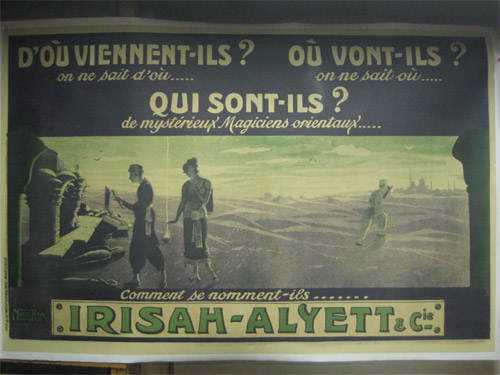 D'OÙ VIENNENT-ILS ? OÙ VONT-ILS ?
on ne sait d'où..... on ne sait où.....
QUI SONT-ILS ?
de mystérieux Magiciens orientaux.....
Comment se nomment-ils.......
IRISAH-ALYETT & Cie